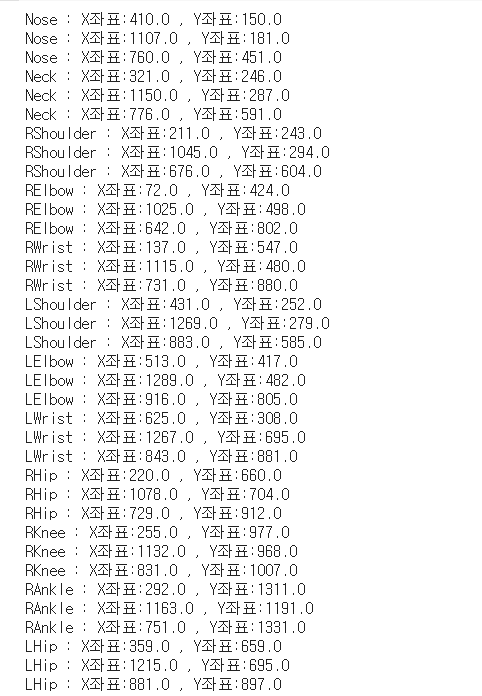 Nose : X좌표:410.0 , Y좌표:150.0
Nose : X좌표:1107.0 , Y좌표:181.0
Nose : X좌표:760.0 , Y좌표:451.0
Neck : X좌표:321.0 , Y좌표:246.0
Neck : X좌표:1150.0 , Y좌표:287.0
Neck : X좌표:776.0 , Y좌표:591.0
RShoulder : X좌표:211.0 , Y좌표:243.0
RShoulder : X좌표:1045.0 , Y좌표:294.0
RShoulder : X좌표:676.0 , Y좌표:604.0
RElbow : X좌표:72.0 , Y좌표:424.0
RElbow : X좌표:1025.0 , Y좌표:498.0
RElbow : X좌표:642.0 , Y좌표:802.0
RWrist : X좌표:137.0 , Y좌표:547.0
RWrist : X좌표:1115.0 , Y좌표:480.0
RWrist : X좌표:731.0 , Y좌표:880.0
LShoulder : X좌표:431.0 , Y좌표:252.0
LShoulder : X좌표:1269.0 , Y좌표:279.0
LShoulder : X좌표:883.0 , Y좌표:585.0
LElbow : X좌표:513.0 , Y좌표:417.0
LElbow : X좌표:1289.0 , Y좌표:482.0
LElbow : X좌표:916.0 , Y좌표:805.0
LWrist : X좌표:625.0 , Y좌표:308.0
LWrist : X좌표:1267.0 , Y좌표:695.0
LWrist : X좌표:843.0 , Y좌표:881.0
RHip : X좌표:220.0 , Y좌표:660.0
RHip : X좌표:1078.0 , Y좌표:704.0
RHip : X좌표:729.0 , Y좌표:912.0
RKnee : X좌표:255.0 , Y좌표:977.0
RKnee : X좌표:1132.0 , Y좌표:968.0
RKnee : X좌표:831.0 , Y좌표:1007.0
RAnkle : X좌표:292.0 , Y좌표:1311.0
RAnkle : X좌표:1163.0 , Y좌표:1191.0
RAnkle : X좌표:751.0 , Y좌표:1331.0
LHip : X좌표:359.0 , Y좌표:659.0
LHip : X좌표:1215.0 , Y좌표:695.0
LHip : X좌표:881.0 , Y좌표:897.0